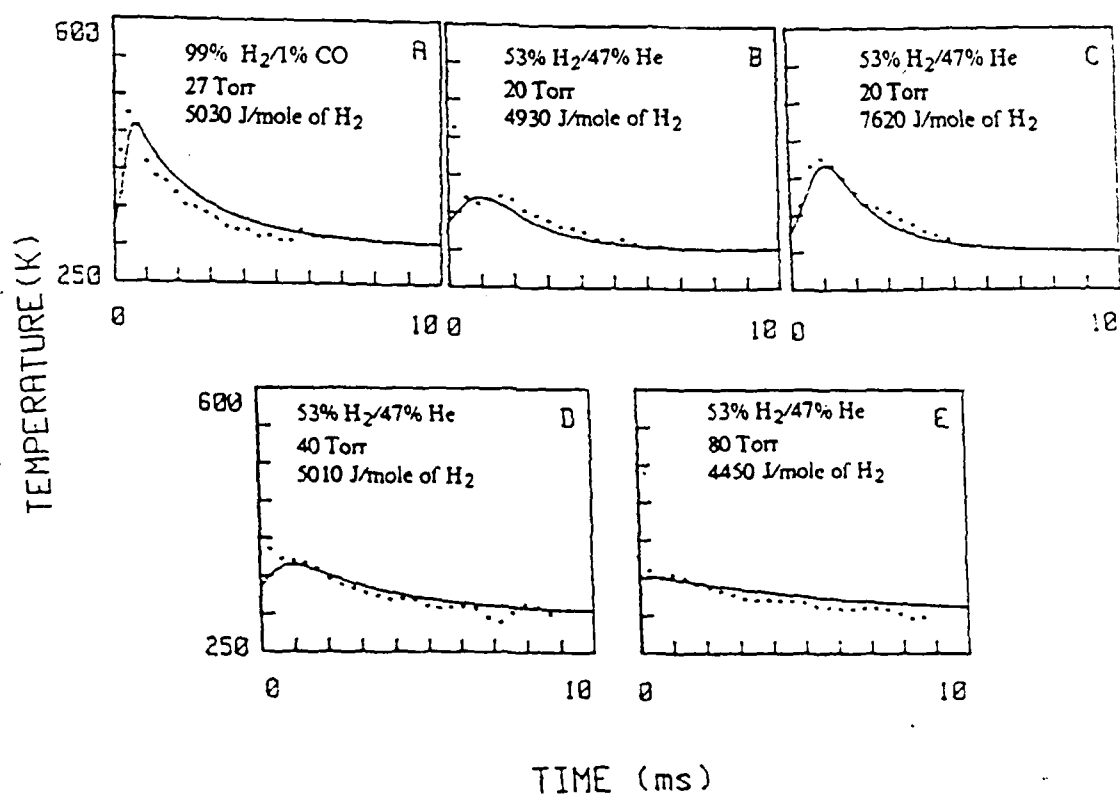 603
99% H2/1% CO
A
27 Torr
5030 J/mole of H2
53% H2/47% He
B
20 Torr
4930 J/mole of H2
53% H2/47% He
C
20 Torr
7620 J/mole of H2
250
0
10
0
10
0
10
TEMPERATURE(K)
600
53% H2/47% He
D
40 Torr
5010 J/mole of H2
53% H2/47% He
E
80 Torr
4450 J/mole of H2
250
0
10
0
10
TIME (ms)